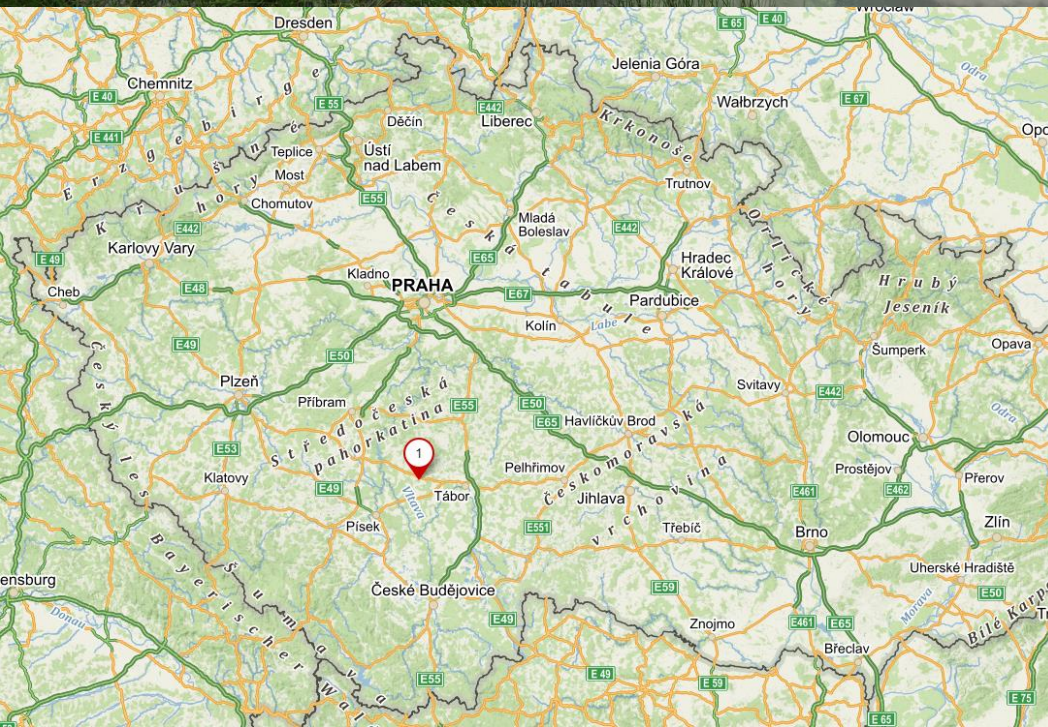 Wrocław
Dresden
E 65
E 40
Jelenia Góra
Odra
Chemnitz
E 40
E 55
E442
Wałbrzych
E 67
Erzgebirge
Děčín
Liberec
Krkonoše
E 441
Teplice
Ústí
nad Labem
Most
Chomutov
E55
Česká tabule
Trutnov
Krušné hory
E442
Mladá
Boleslav
E442
Orlické hory
Karlovy Vary
E 49
E65
Hradec
Králové
Hrubý
Jeseník
Cheb
E48
Kladno
PRAHA
E67
Pardubice
Kolín
Labe
E49
E50
Šumperk
Opava
Český les
Plzeň
Příbram
Středočeská
pahorkatina
E55
E50
E65
Havlíčkův Brod
Svitavy
E442
Odra
E53
Olomouc
1
Klatovy
E49
Vltava
Tábor
Pelhřimov
Českomoravská
vrchovina
Jihlava
Prostějov
Přerov
E461
E462
Písek
E551
Třebíč
Brno
Zlín
Bayerischer
Šumava
ensburg
České Budějovice
E59
Uherské Hradiště
E50
Donau
E49
Znojmo
E461
E65
Morava
Bílé Karp
Břeclav
E55
E 49
E 59
E 75
E 65